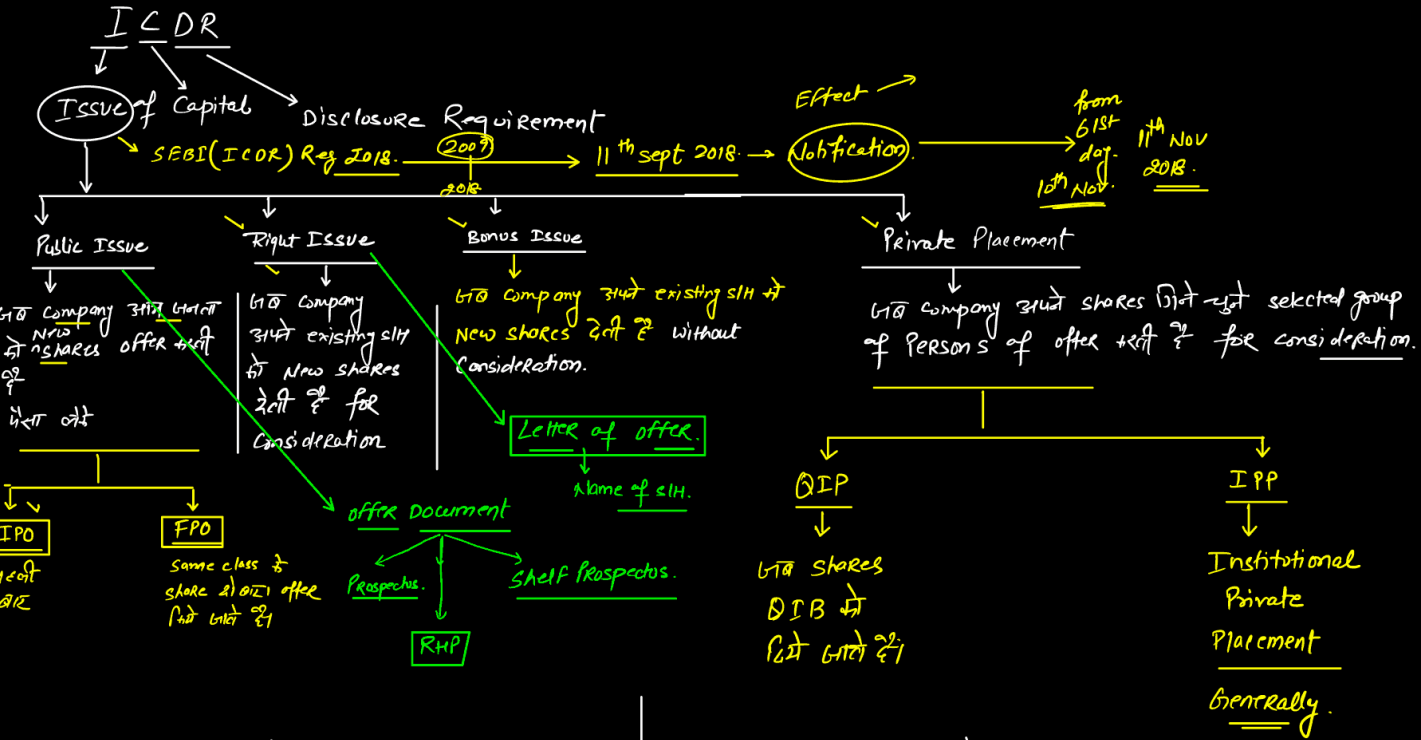 I C DR
Issue of Capital
Disclosure Requirement
SEBI (ICDR) Reg 2018.
2009
2018
11th Sept 2018.
Notification.
Effect
from
61st
day.
10th Nov.
11th Nov
2018.
Public Issue
जब Company आम जनता
को New shares offer करती
है
पैसा लेके
IPO
पहली
बार
FPO
Same class के
share दोबारा offer
किये जाते है।
Right Issue
जब Company
अपने existing S/H
को New shares
देती है for
Consideration
Bonus Issue
जब Company अपने existing S/H को
New shares देती है without
Consideration.
Letter of offer.
Name of S/H.
offer Document
Prospectus.
RHP
Shelf Prospectus.
Private Placement
जब Company अपने shares गिने चुने selected group
of Persons of offer करती है for consideration.
QIP
जब shares
QIB को
दिये जाते है।
IPP
Institutional
Private
Placement
Generally.